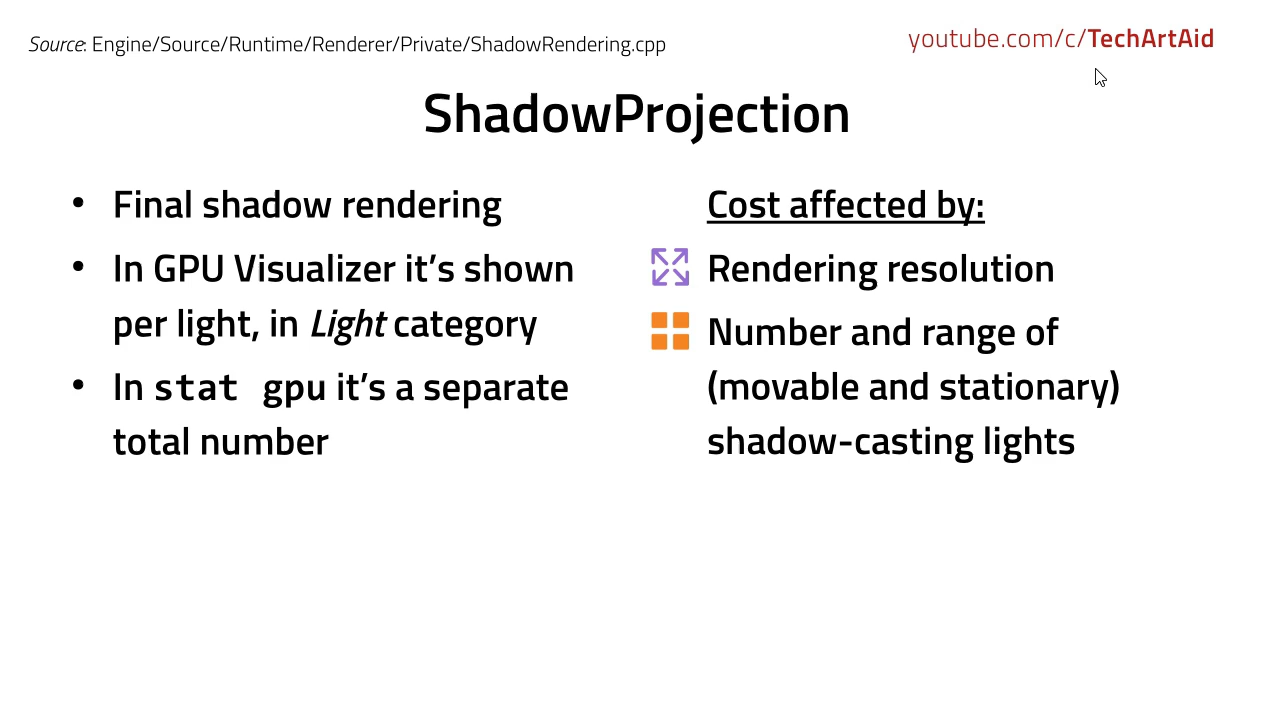 Source: Engine/Source/Runtime/Renderer/Private/ShadowRendering.cpp
youtube.com/c/TechArtAid
ShadowProjection
• Final shadow rendering
• In GPU Visualizer it’s shown
per light, in Light category
• In stat gpu it’s a separate
total number
Cost affected by:
Rendering resolution
Number and range of
(movable and stationary)
shadow-casting lights